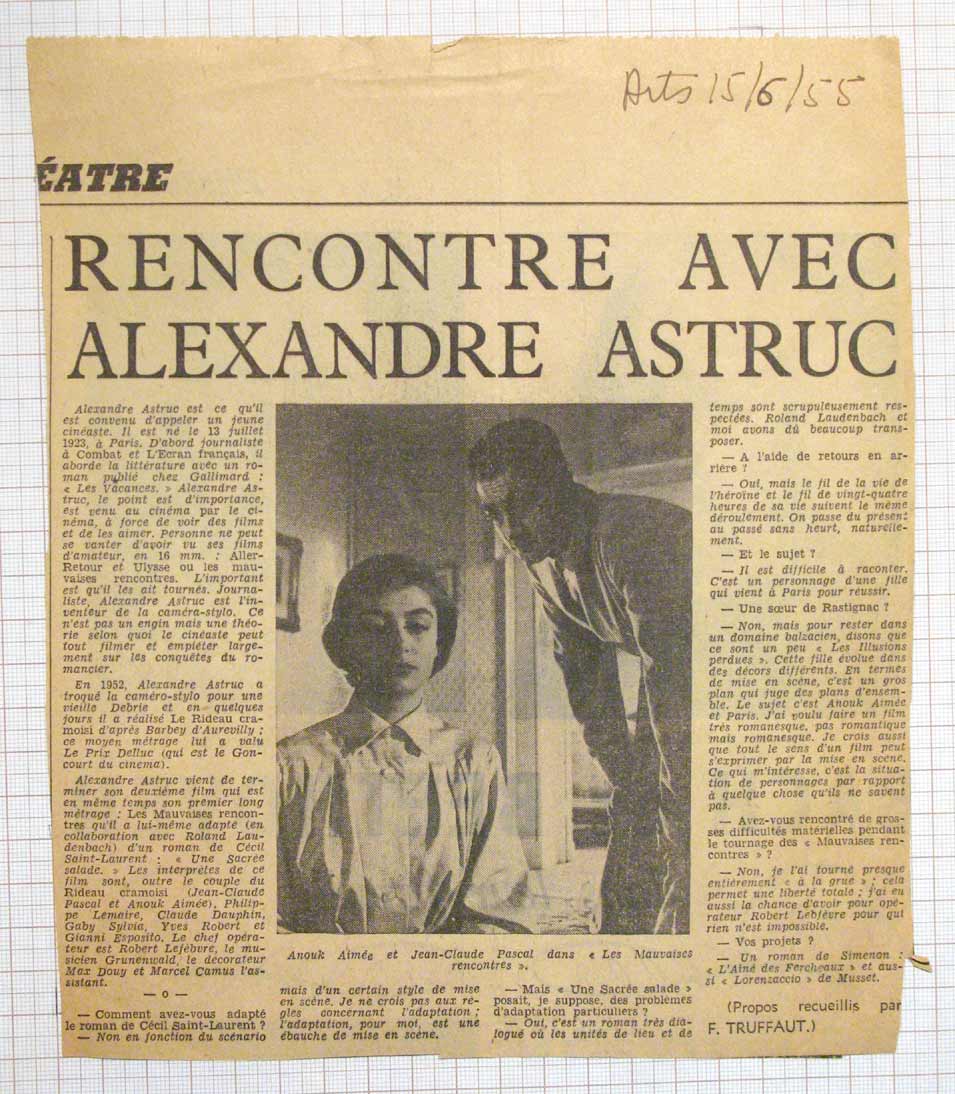 Arts 15/6/55
ÉATRE
RENCONTRE AVEC
ALEXANDRE ASTRUC
Alexandre Astruc est ce qu'il
est convenu d'appeler un jeune
cinéaste. Il est né le 13 juillet
1923, à Paris. D'abord journaliste
à Combat et L'Ecran français, il
aborde la littérature avec un ro-
man publié chez Gallimard :
« Les Vacances. » Alexandre As-
truc, le point est d'importance,
est venu au cinéma par le ci-
néma, à force de voir des films
et de les aimer. Personne ne peut
se vanter d'avoir vu ses films
d'amateur, en 16 mm. : Aller-
Retour et Ulysse ou les mau-
vaises rencontres. L'important
est qu'il les ait tournés. Journa-
liste, Alexandre Astruc est l'in-
venteur de la caméra-stylo. Ce
n'est pas un engin mais une théo-
rie selon quoi le cinéaste peut
tout filmer et empiéter large-
ment sur les conquêtes du ro-
mancier.
En 1952, Alexandre Astruc a
troqué la caméro-stylo pour une
vieille Debrie et en quelques
jours il a réalisé Le Rideau cra-
moisi d'après Barbey d'Aurevilly ;
ce moyen métrage lui a valu
Le Prix Delluc (qui est le Gon-
court du cinema).
Alexandre Astruc vient de ter-
miner son deuxième film qui est
en même temps son premier long
métrage : Les Mauvaises rencon-
tres qu'il a lui-même adapté (en
collaboration avec Roland Lau-
denbach) d'un roman de Cécil
Saint-Laurent : « Une Sacrée
salade. » Les interprètes de ce
film sont, outre le couple du
Rideau cramoisi (Jean-Claude
Pascal et Anouk Aimée), Philip-
pe Lemaire, Claude Dauphin,
Gaby Sylvia, Yves Robert et
Gianni Esposito. Le chef opéra-
teur est Robert Lefèbvre, le mu-
sicien Grunenwald, le décorateur
Max Douy et Marcel Camus l'as-
sistant.
— o —
— Comment avez-vous adapté
le roman de Cécil Saint-Laurent ?
— Non en fonction du scénario
Anouk Aimée et Jean-Claude Pascal dans « Les Mauvaises
rencontres ».
mais d'un certain style de mise
en scène. Je ne crois pas aux rè-
gles concernant l'adaptation ;
l'adaptation, pour moi, est une
ébauche de mise en scène.
— Mais « Une Sacrée salade »
posait, je suppose, des problèmes
d'adaptation particuliers ?
— Oui, c'est un roman très dia-
logué où les unités de lieu et de
temps sont scrupuleusement res-
pectées. Roland Laudenbach et
moi avons dû beaucoup trans-
poser.
— A l'aide de retours en ar-
rière ?
— Oui, mais le fil de la vie de
l'héroïne et le fil de vingt-quatre
heures de sa vie suivent le même
déroulement. On passe du présent
au passé sans heurt, naturelle-
ment.
— Et le sujet ?
— Il est difficile à raconter.
C'est un personnage d'une fille
qui vient à Paris pour réussir.
— Une sœur de Rastignac ?
— Non, mais pour rester dans
un domaine balzacien, disons que
ce sont un peu « Les Illusions
perdues ». Cette fille évolue dans
des décors différents. En termes
de mise en scène, c'est un gros
plan qui juge des plans d'ensem-
ble. Le sujet c'est Anouk Aimée
et Paris. J'ai voulu faire un film
très romanesque, pas romantique
mais romanesque. Je crois aussi
que tout le sens d'un film peut
s'exprimer par la mise en scène.
Ce qui m'intéresse, c'est la situa-
tion de personnages par rapport
à quelque chose qu'ils ne savent
pas.
— Avez-vous rencontré de gros-
ses difficultés matérielles pendant
le tournage des « Mauvaises ren-
contres » ?
— Non, je l'ai tourné presque
entièrement « à la grue » ; cela
permet une liberté totale ; j'ai eu
aussi la chance d'avoir pour opé-
rateur Robert Lebfèvre pour qui
rien n'est impossible.
— Vos projets ?
— Un roman de Simenon :
« L'Aîné des Fercheaux » et aus-
si « Lorenzaccio » de Musset.
(Propos recueillis par
F. TRUFFAUT.)